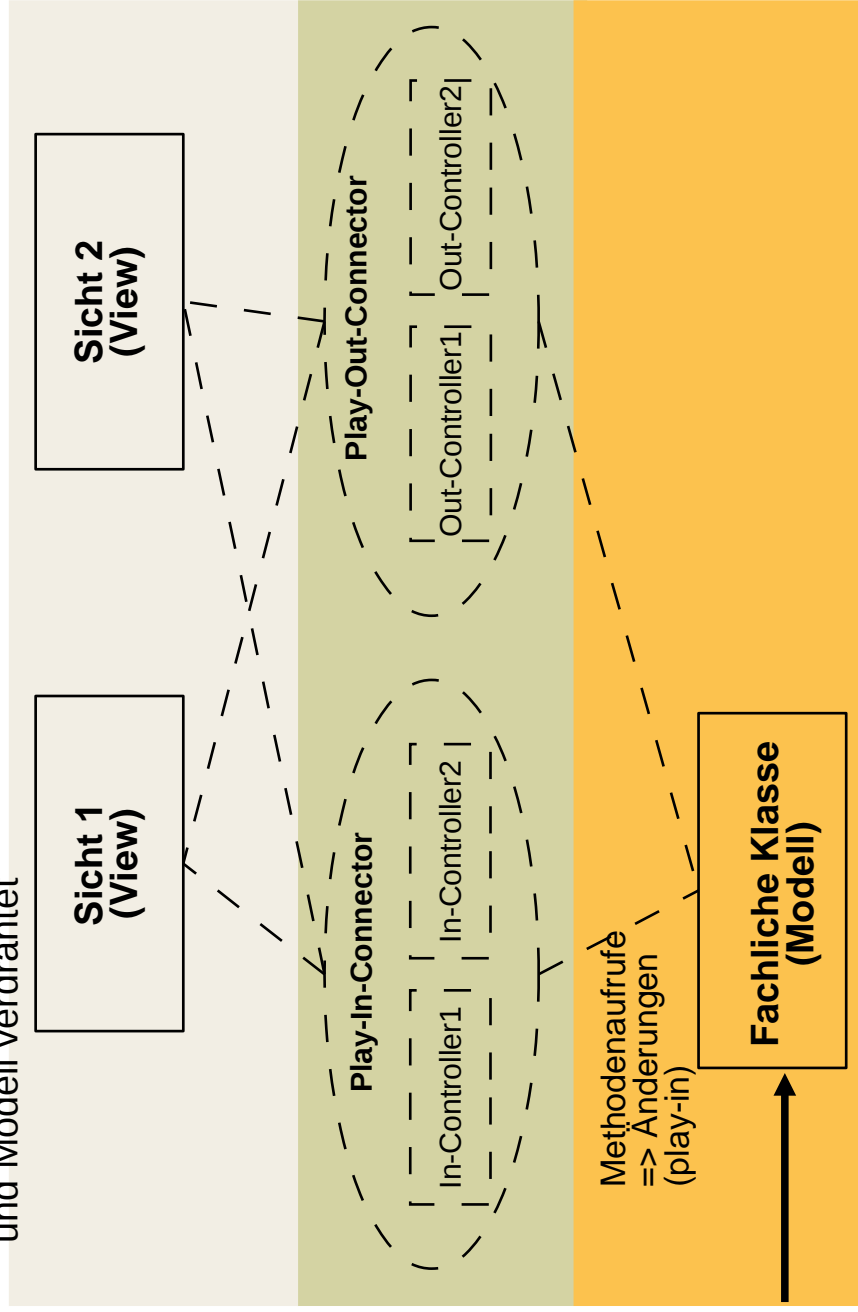 und Modell verdrahtet
Sicht 1
(View)
Sicht 2
(View)
Play-In-Connector
In-Controller1
In-Controller2
Play-Out-Connector
Out-Controller1
Out-Controller2
Methodenaufrufe
=> Änderungen
(play-in)
Fachliche Klasse
(Modell)